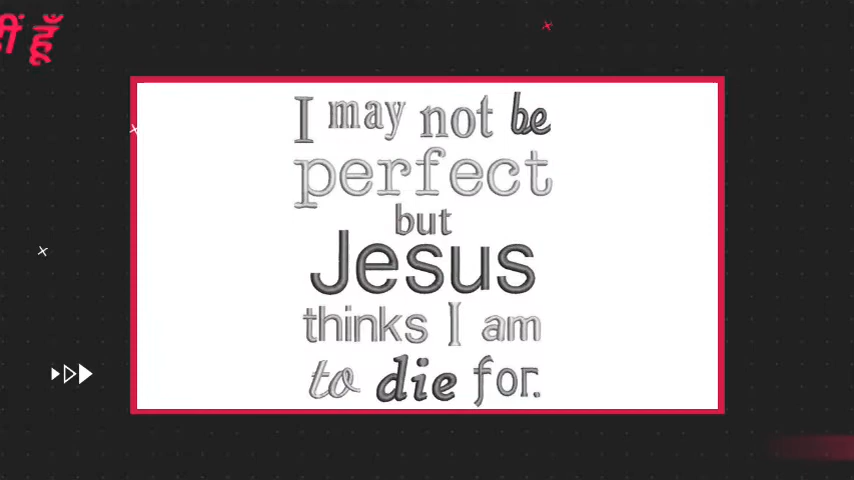 हूँ
I may not be
perfect
but
Jesus
thinks I am
to die for.